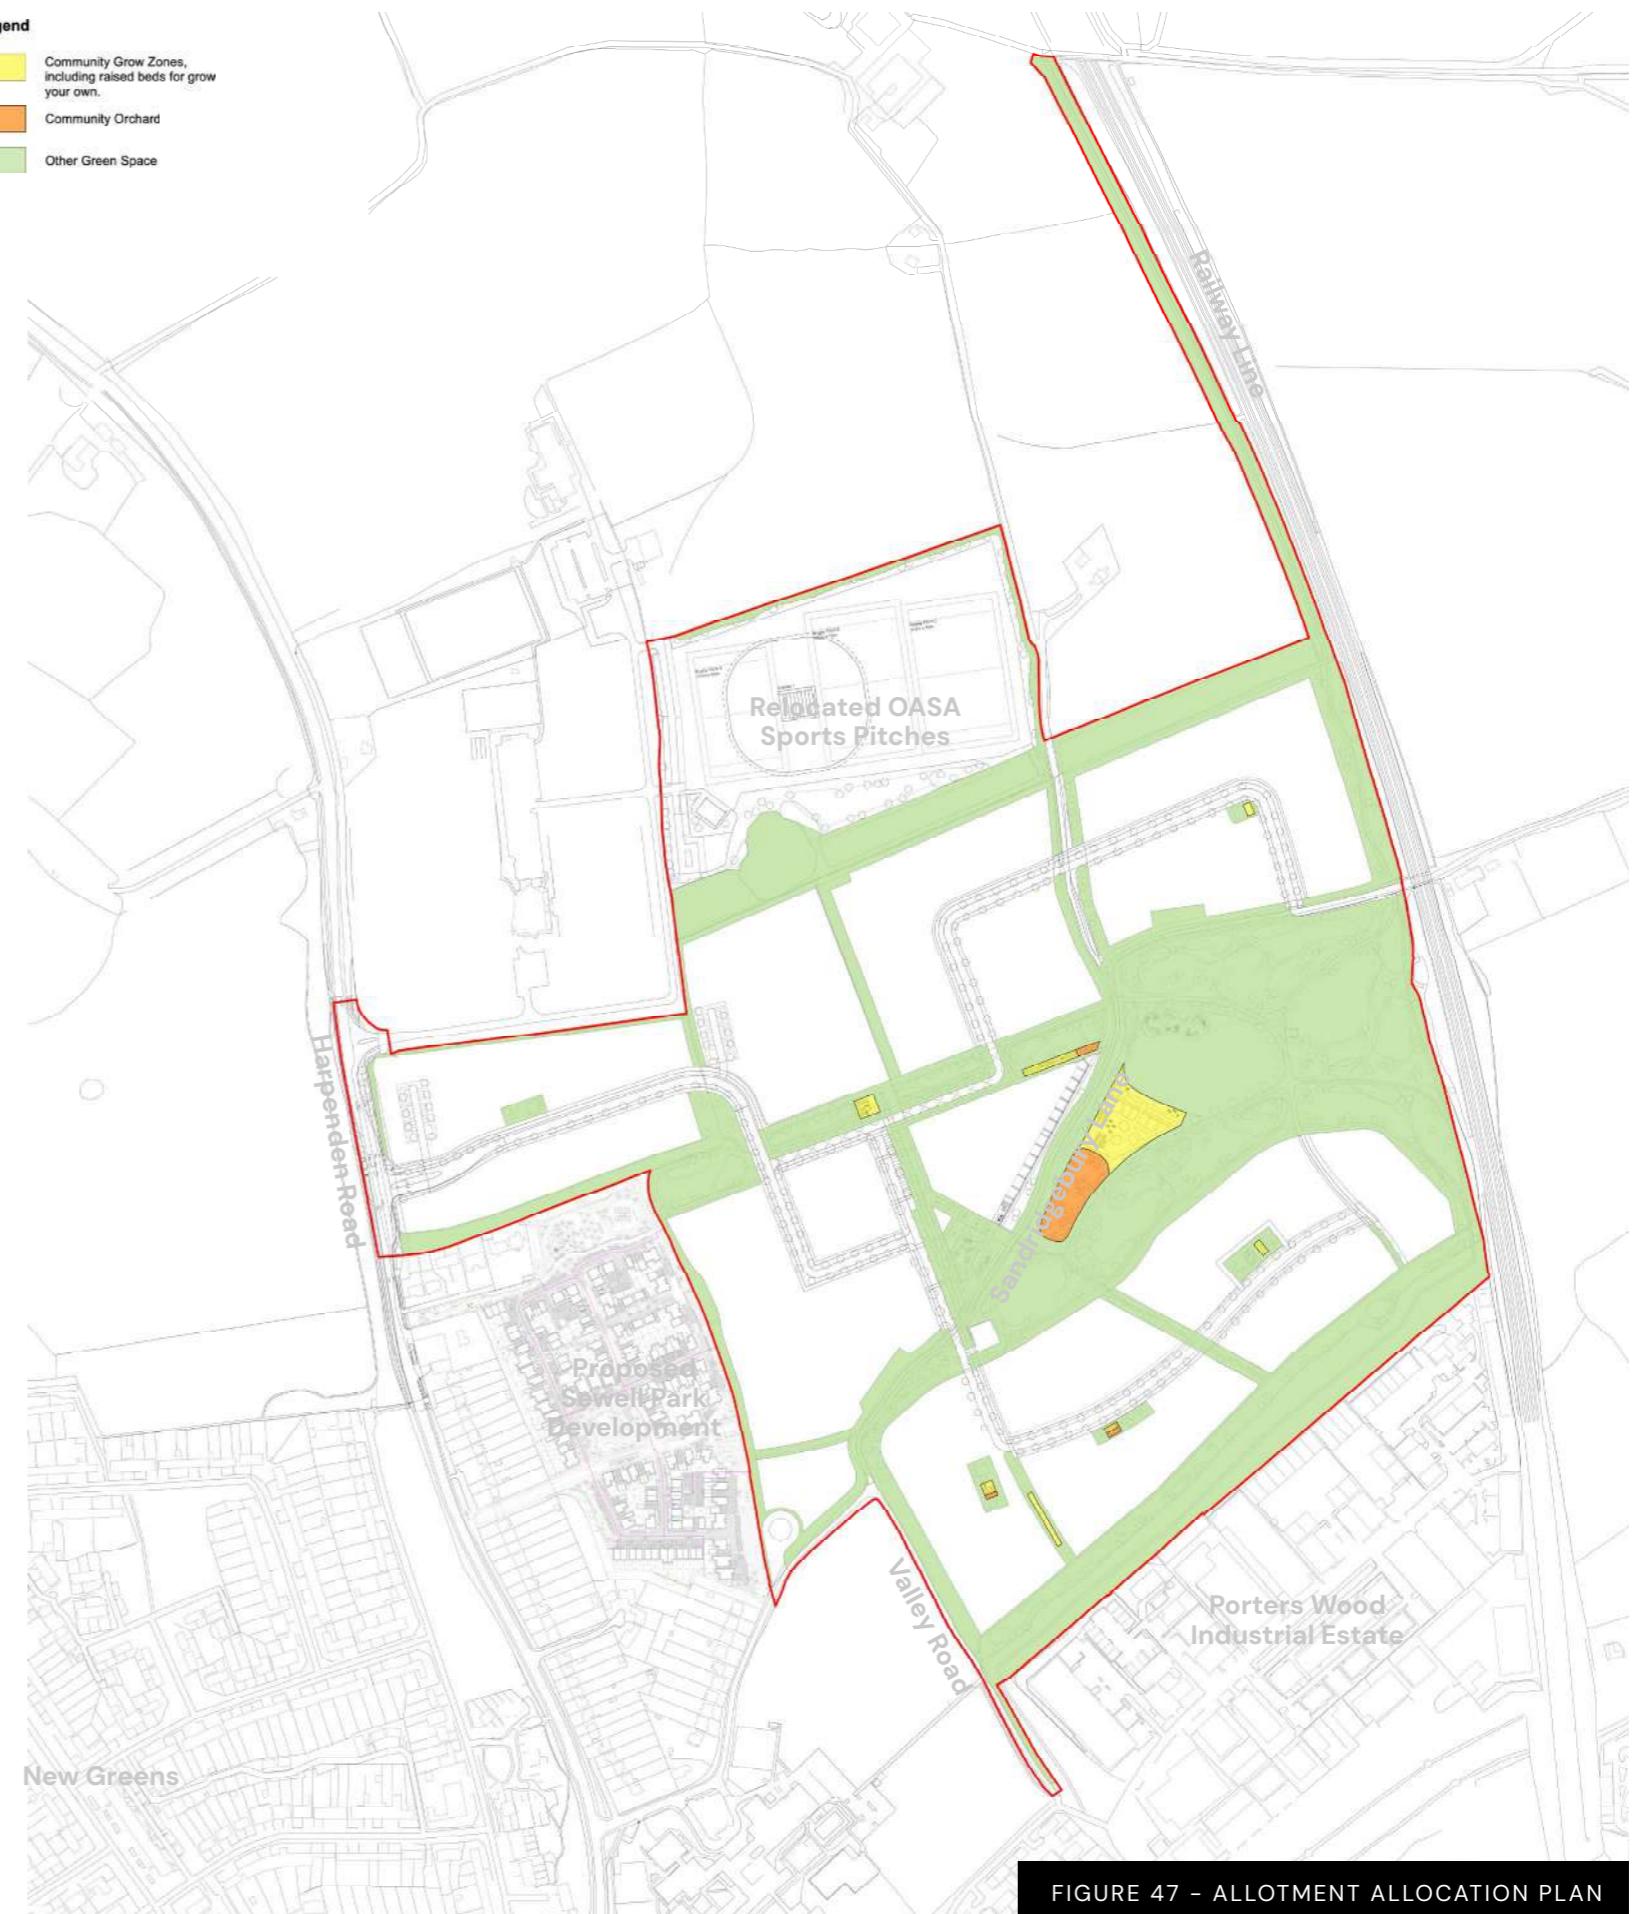 gend
Community Grow Zones,
including raised beds for grow
your own.
Community Orchard
Other Green Space
Railway Line
Relocated OASA
Sports Pitches
Harpenden Road
Sandridgebury Lane
Proposed
Sewell Park
Development
Valley Road
Porters Wood
Industrial Estate
New Greens
FIGURE 47 - ALLOTMENT ALLOCATION PLAN